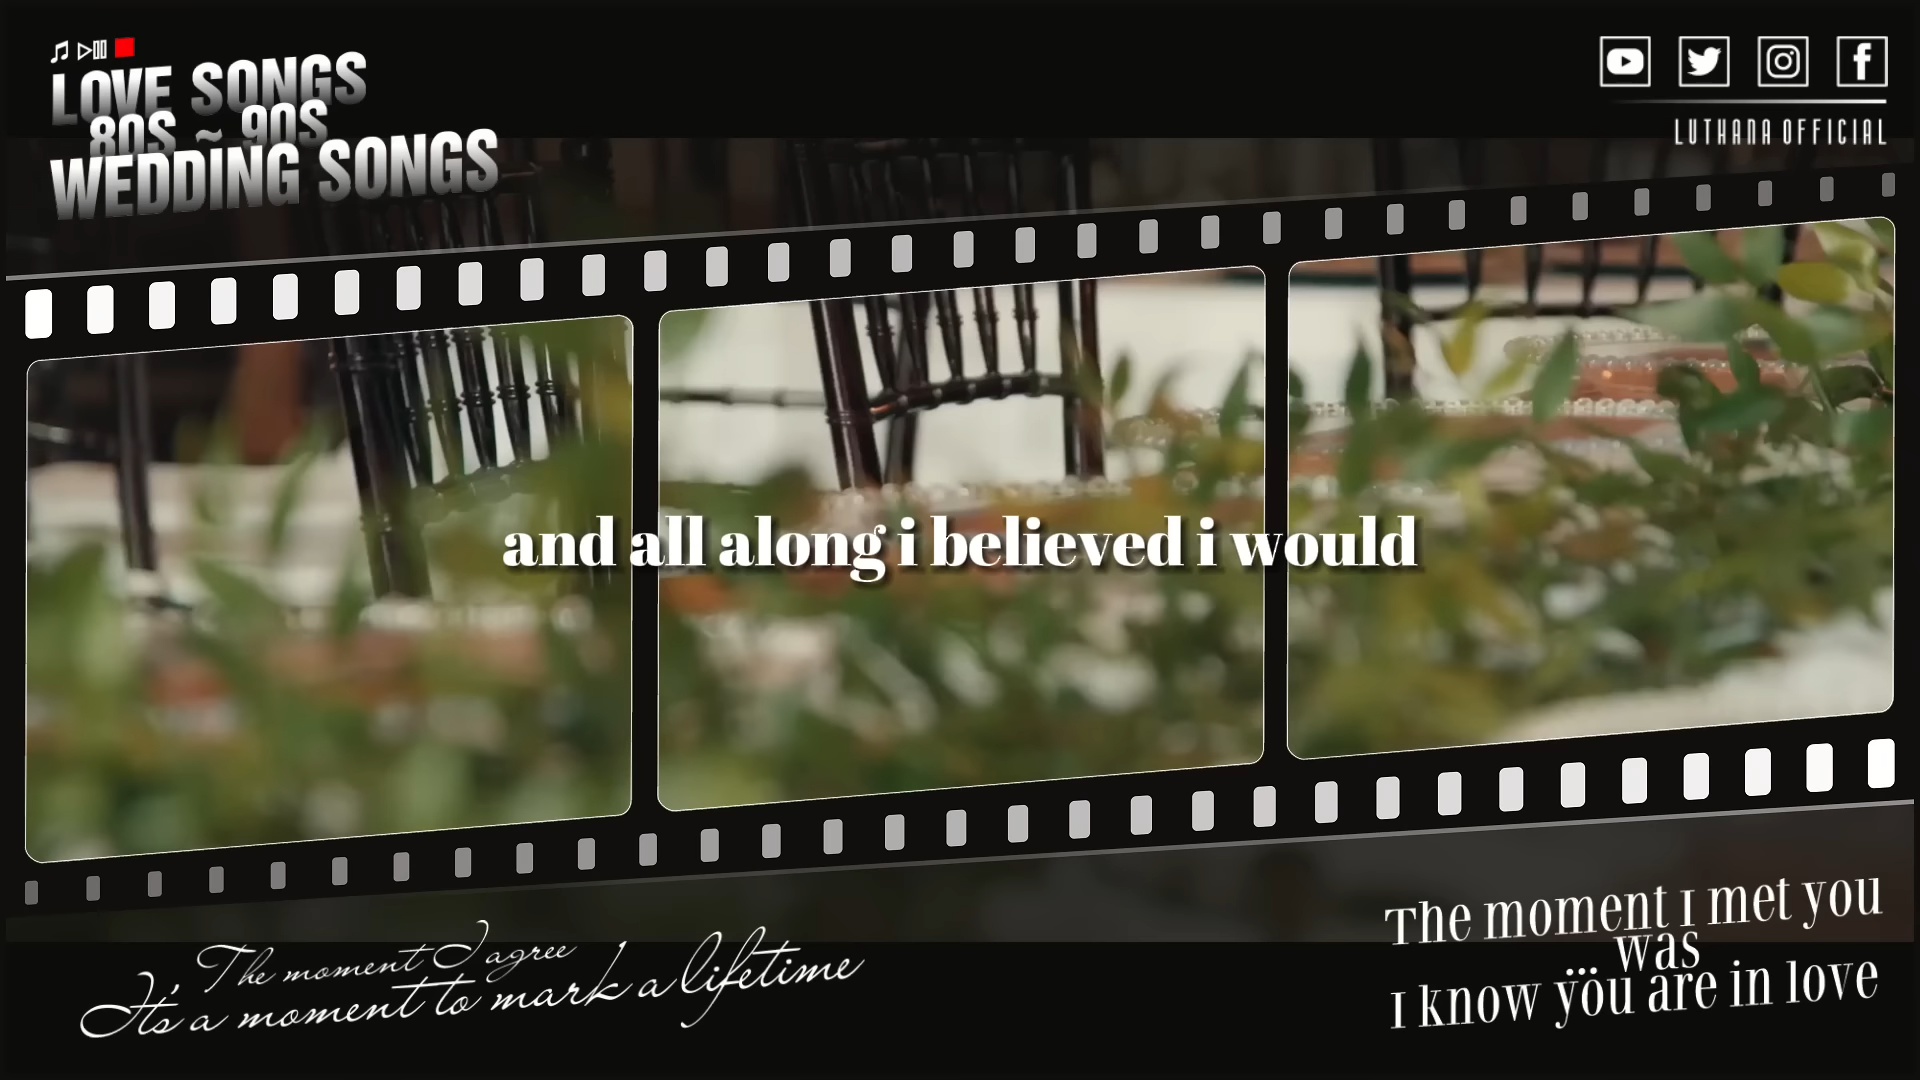 LOVE SONGS
80S ~ 90S
WEDDING SONGS
LUTHANA OFFICIAL
and all along i believed i would
The moment I agree
It's a moment to mark a lifetime
The moment I met you
was
I know you are in love